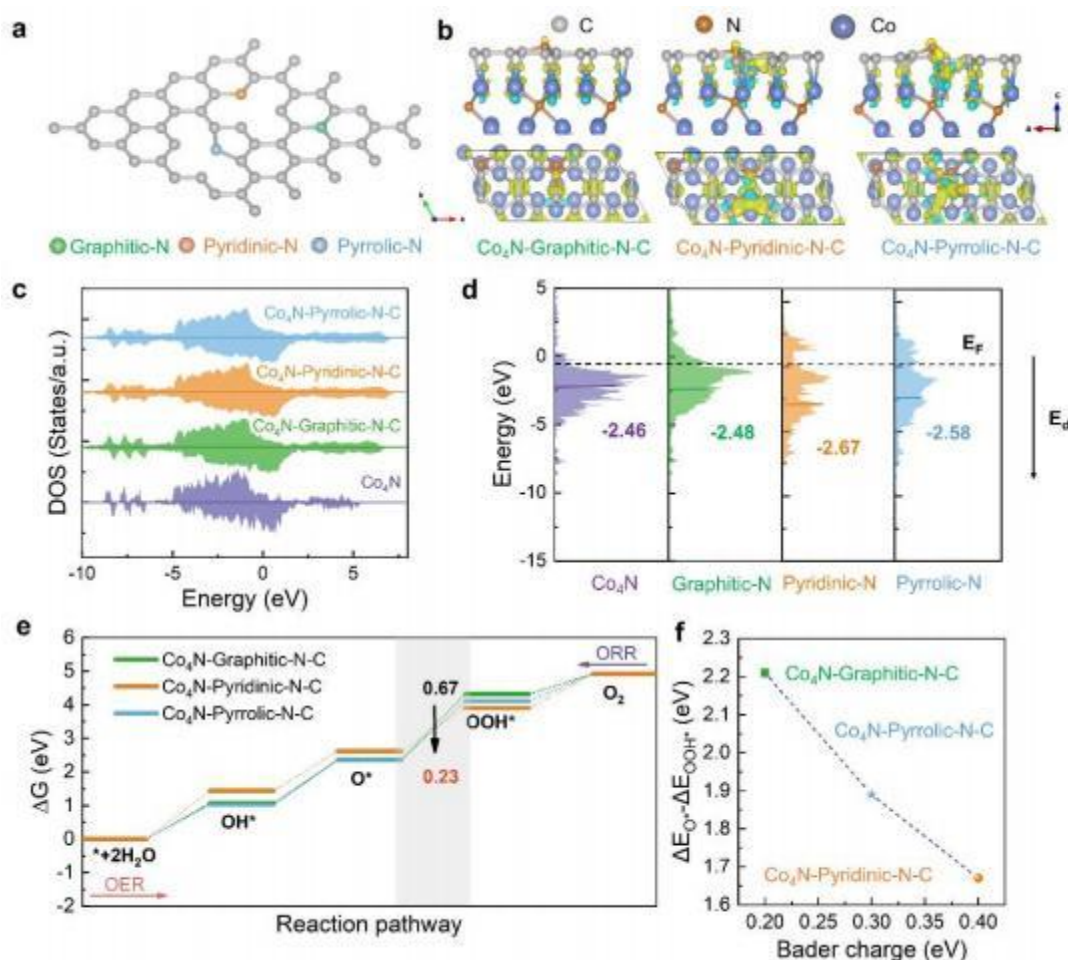 a
Graphitic-N Pyridinic-N Pyrrolic-N
b
C N Co
Co₄N-Graphitic-N-C Co₄N-Pyridinic-N-C Co₄N-Pyrrolic-N-C
c
DOS (States/a.u.)
Co₄N-Pyrrolic-N-C
Co₄N-Pyridinic-N-C
Co₄N-Graphitic-N-C
Co₄N
-10 -5 0 5
Energy (eV)
d
Energy (eV)
5
0
-5
-10
-15
E_F
E_d
-2.46 -2.48 -2.67 -2.58
Co₄N Graphitic-N Pyridinic-N Pyrrolic-N
e
ΔG (eV)
6
5
4
3
2
1
0
-1
-2
Co₄N-Graphitic-N-C
Co₄N-Pyridinic-N-C
Co₄N-Pyrrolic-N-C
ORR
0.67
O₂
OOH*
O*
0.23
OH*
*+2H₂O
OER
Reaction pathway
f
ΔE_O*-ΔE_OOH* (eV)
2.3
2.2
2.1
2.0
1.9
1.8
1.7
1.6
Co₄N-Graphitic-N-C
Co₄N-Pyrrolic-N-C
Co₄N-Pyridinic-N-C
0.20 0.25 0.30 0.35 0.40
Bader charge (eV)